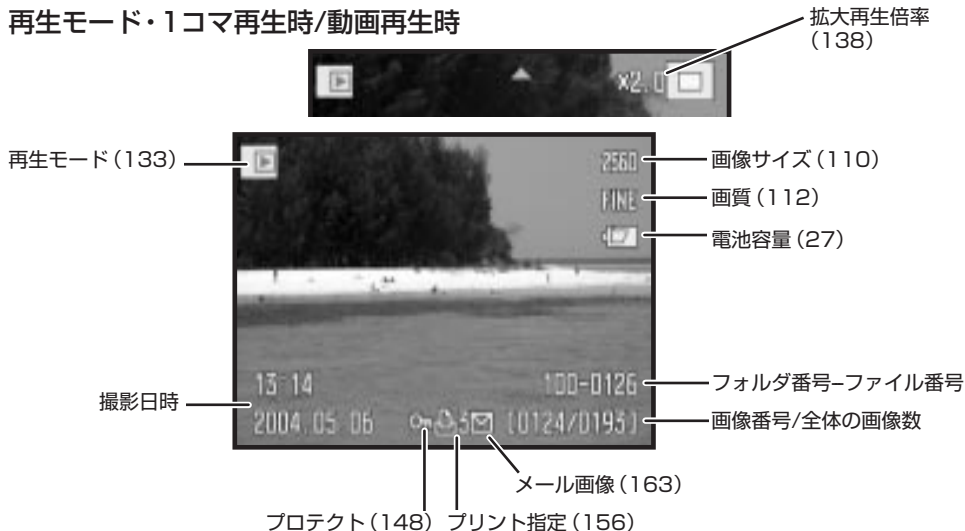 再生モード・1コマ再生時/動画再生時
拡大再生倍率
(138)
×2.0
再生モード(133)
2560
画像サイズ(110)
FINE
画質(112)
電池容量(27)
13:14
100-0126
フォルダ番号–ファイル番号
撮影日時
2004.05.06
5
[0124/0193]
画像番号/全体の画像数
メール画像(163)
プロテクト(148) プリント指定(156)